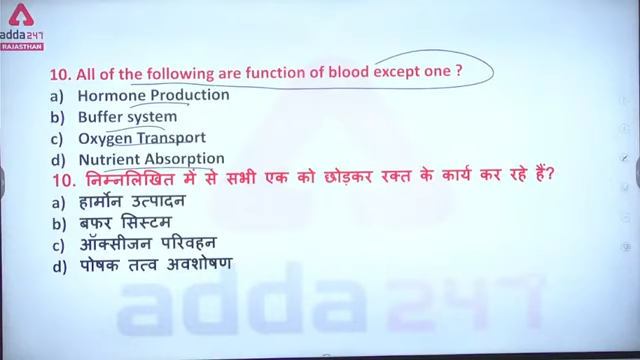 adda247
RAJASTHAN
10. All of the following are function of blood except one ?
a) Hormone Production
b) Buffer system
c) Oxygen Transport
d) Nutrient Absorption
10. निम्नलिखित में से सभी एक को छोड़कर रक्त के कार्य कर रहे हैं?
a) हार्मोन उत्पादन
b) बफर सिस्टम
c) ऑक्सीजन परिवहन
d) पोषक तत्व अवशोषण
adda247